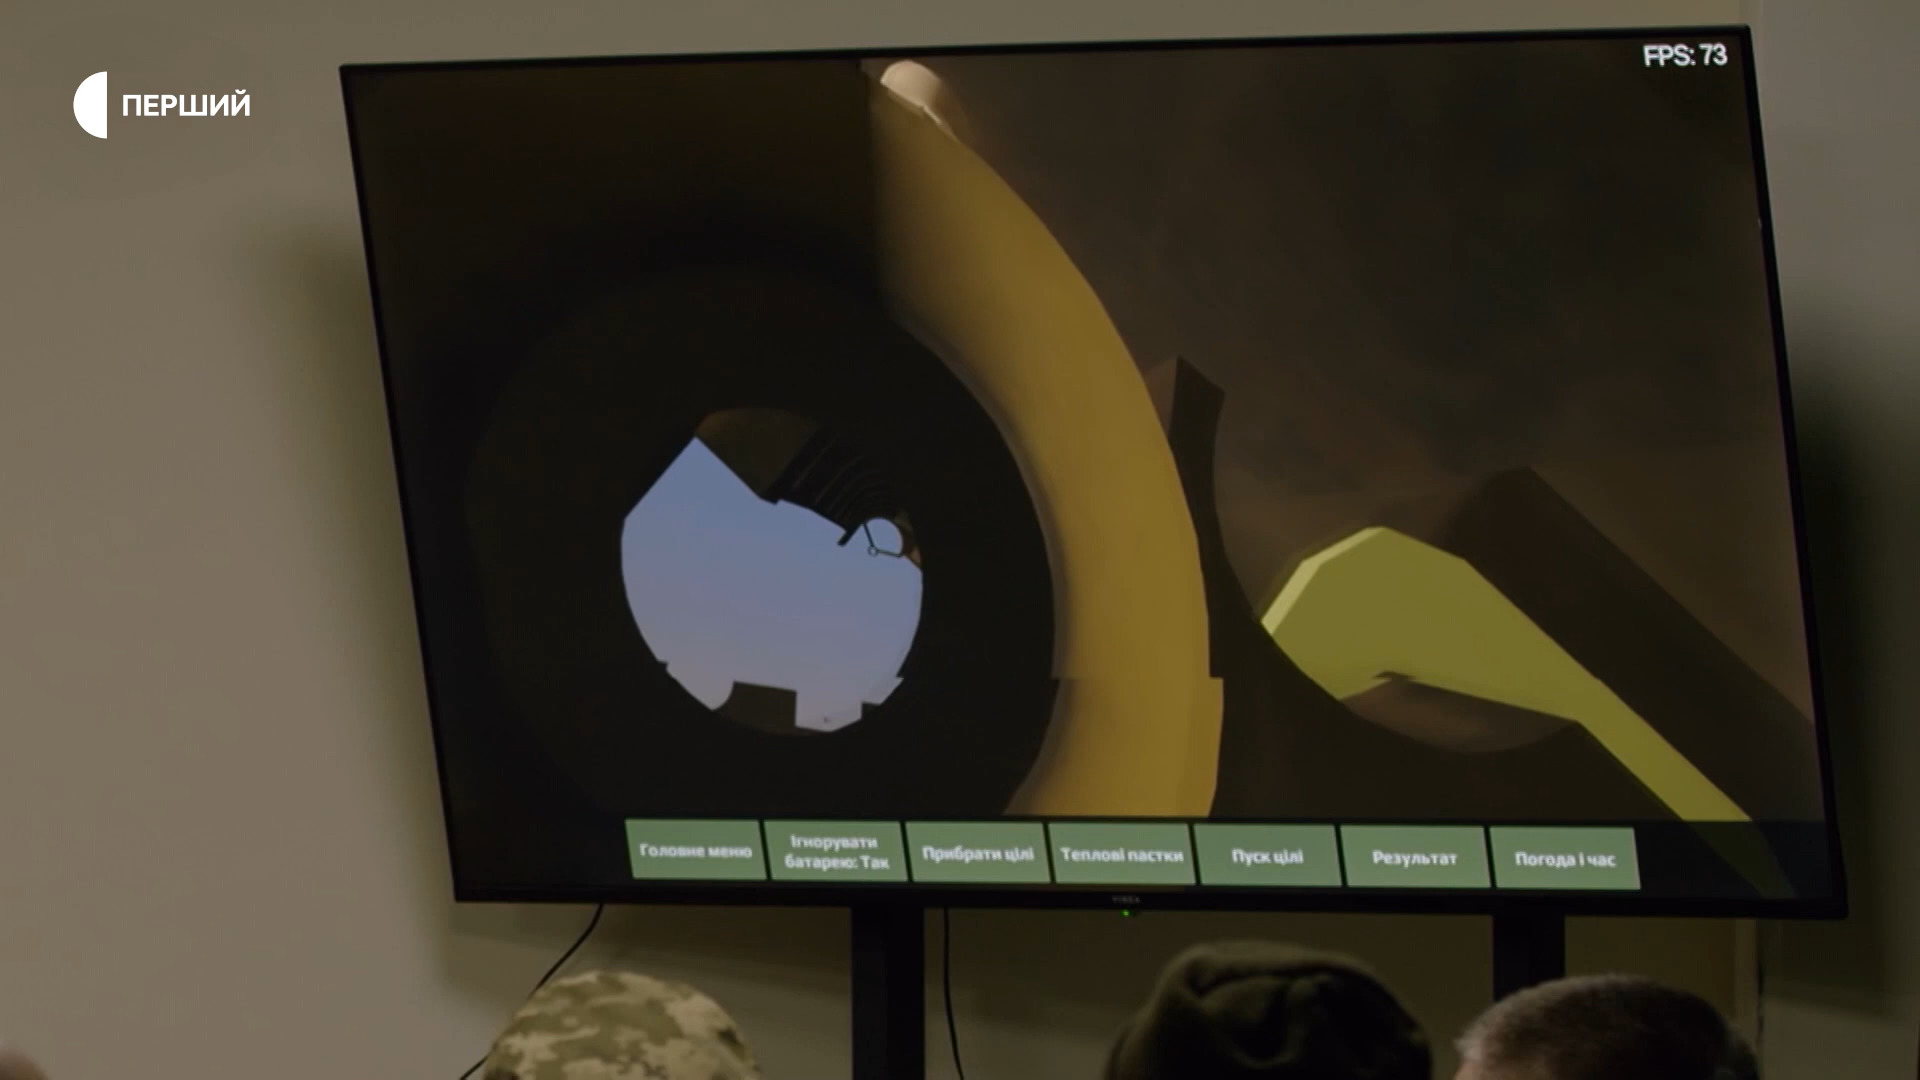 ПЕРШИЙ
FPS: 73
Головне меню
Ігнорувати
батарею: Так
Прибрати цілі
Теплові пастки
Пуск цілі
Результат
Погода і час